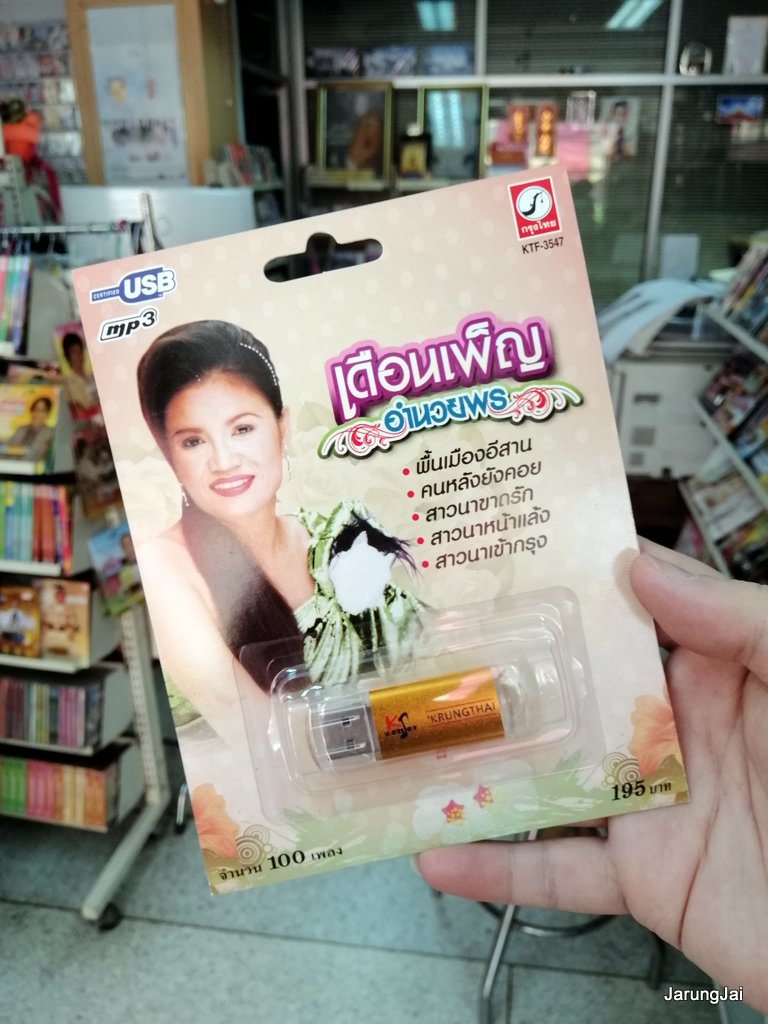 กรุงไทย
KTF-3547
CERTIFIED USB
mp3
เดือนเพ็ญ
อำนวยพร
• พื้นเมืองอีสาน
• คนหลังยังคอย
• สาวนาขาดรัก
• สาวนาหน้าแล้ง
• สาวนาเข้ากรุง
K center
KRUNGTHAI
195 บาท
จำนวน 100 เพลง
JarungJai